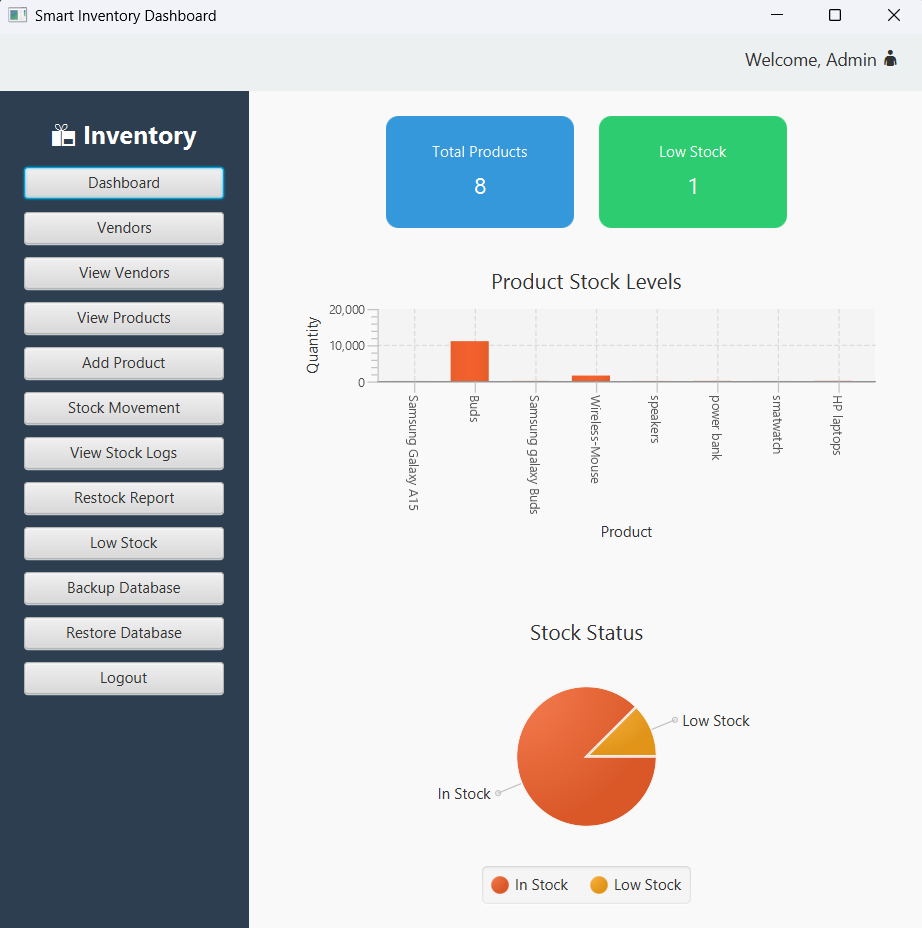 Smart Inventory Dashboard
Welcome, Admin
Inventory
Dashboard
Vendors
View Vendors
View Products
Add Product
Stock Movement
View Stock Logs
Restock Report
Low Stock
Backup Database
Restore Database
Logout
Total Products
8
Low Stock
1
Product Stock Levels
Quantity
20,000
10,000
0
Samsung Galaxy A15
Buds
Samsung galaxy Buds
Wireless-Mouse
speakers
power bank
smatwatch
HP laptops
Product
Stock Status
Low Stock
In Stock
In Stock
Low Stock